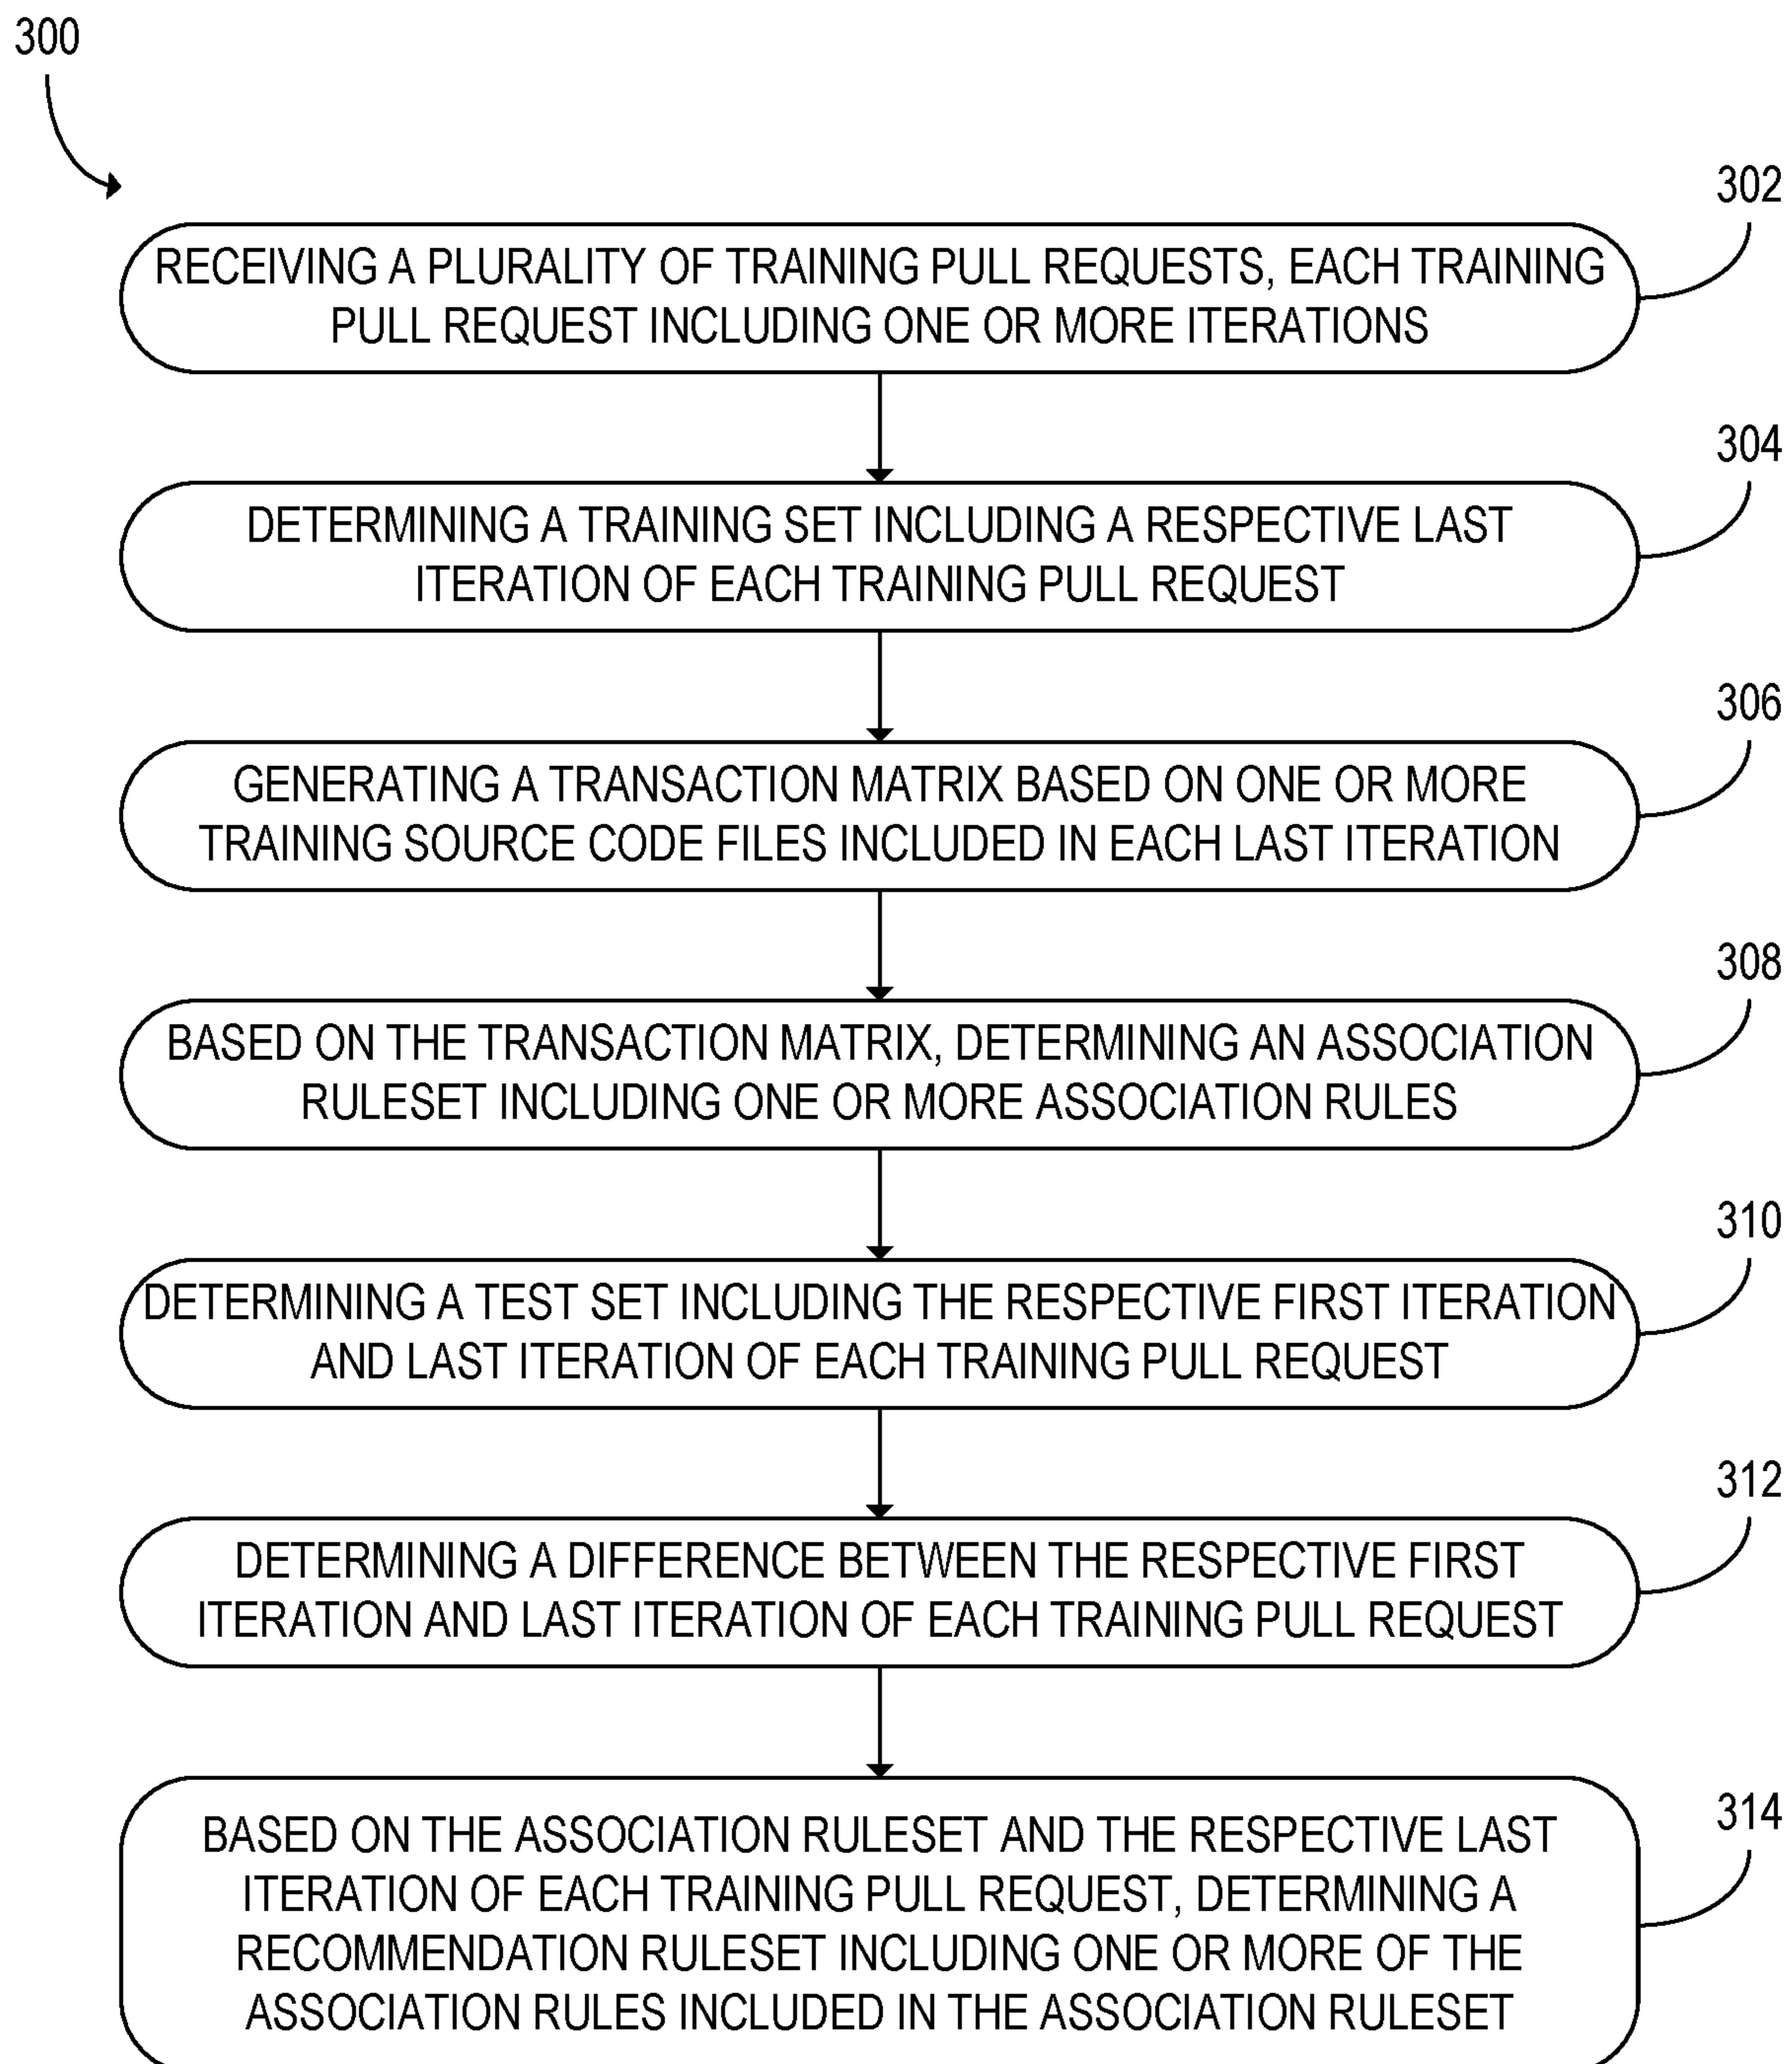 300
302
RECEIVING A PLURALITY OF TRAINING PULL REQUESTS, EACH TRAINING
PULL REQUEST INCLUDING ONE OR MORE ITERATIONS
304
DETERMINING A TRAINING SET INCLUDING A RESPECTIVE LAST
ITERATION OF EACH TRAINING PULL REQUEST
306
GENERATING A TRANSACTION MATRIX BASED ON ONE OR MORE
TRAINING SOURCE CODE FILES INCLUDED IN EACH LAST ITERATION
308
BASED ON THE TRANSACTION MATRIX, DETERMINING AN ASSOCIATION
RULESET INCLUDING ONE OR MORE ASSOCIATION RULES
310
DETERMINING A TEST SET INCLUDING THE RESPECTIVE FIRST ITERATION
AND LAST ITERATION OF EACH TRAINING PULL REQUEST
312
DETERMINING A DIFFERENCE BETWEEN THE RESPECTIVE FIRST
ITERATION AND LAST ITERATION OF EACH TRAINING PULL REQUEST
314
BASED ON THE ASSOCIATION RULESET AND THE RESPECTIVE LAST
ITERATION OF EACH TRAINING PULL REQUEST, DETERMINING A
RECOMMENDATION RULESET INCLUDING ONE OR MORE OF THE
ASSOCIATION RULES INCLUDED IN THE ASSOCIATION RULESET